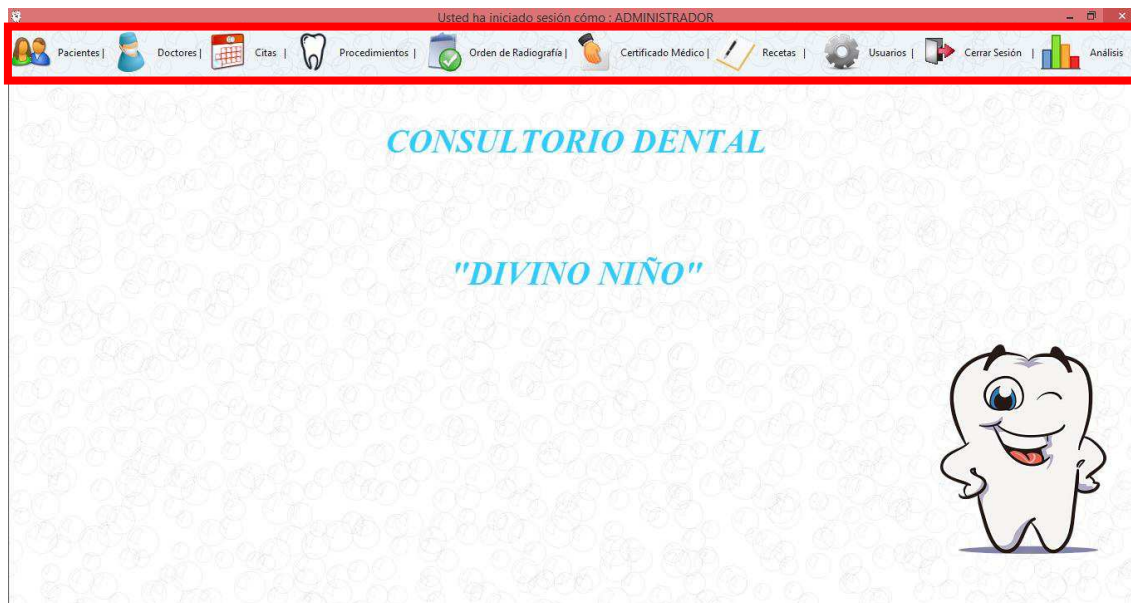 Usted ha iniciado sesión cómo : ADMINISTRADOR
Pacientes | Doctores | Citas | Procedimientos | Orden de Radiografía | Certificado Médico | Recetas | Usuarios | Cerrar Sesión | Análisis
CONSULTORIO DENTAL
"DIVINO NIÑO"